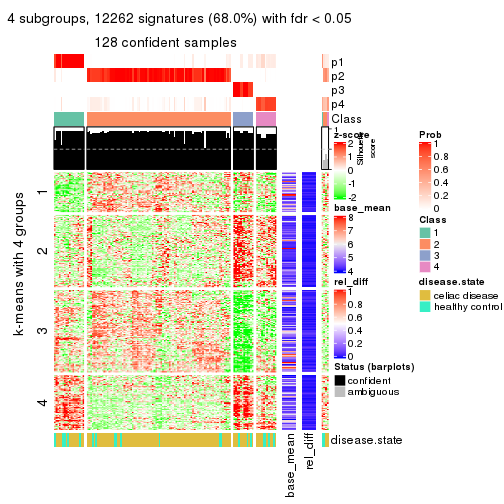 4 subgroups, 12262 signatures (68.0%) with fdr < 0.05
128 confident samples
p1
p2
p3
p4
Class
1
Silhouette
score
k-means with 4 groups
1
2
3
4
disease.state
base_mean
rel_diff
z-score
2
1
0
-1
-2
base_mean
8
7
6
5
4
rel_diff
1
0.8
0.6
0.4
0.2
0
Status (barplots)
confident
ambiguous
Prob
1
0.8
0.6
0.4
0.2
0
Class
1
2
3
4
disease.state
celiac disease
healthy control